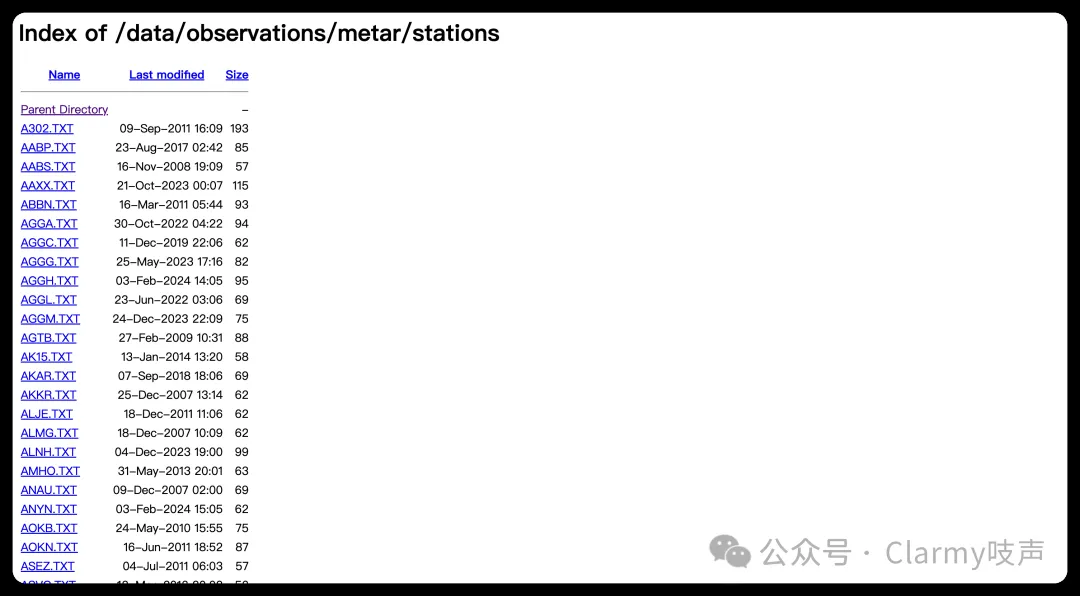 Index of /data/observations/metar/stations
Name Last modified Size
Parent Directory –
A302.TXT 09–Sep–2011 16:09 193
AABP.TXT 23–Aug–2017 02:42 85
AABS.TXT 16–Nov–2008 19:09 57
AAXX.TXT 21–Oct–2023 00:07 115
ABBN.TXT 16–Mar–2011 05:44 93
AGGA.TXT 30–Oct–2022 04:22 94
AGGC.TXT 11–Dec–2019 22:06 62
AGGG.TXT 25–May–2023 17:16 82
AGGH.TXT 03–Feb–2024 14:05 95
AGGL.TXT 23–Jun–2022 03:06 69
AGGM.TXT 24–Dec–2023 22:09 75
AGTB.TXT 27–Feb–2009 10:31 88
AK15.TXT 13–Jan–2014 13:20 58
AKAR.TXT 07–Sep–2018 18:06 69
AKKR.TXT 25–Dec–2007 13:14 62
ALJE.TXT 18–Dec–2011 11:06 62
ALMG.TXT 18–Dec–2007 10:09 62
ALNH.TXT 04–Dec–2023 19:00 99
AMHO.TXT 31–May–2013 20:01 63
ANAU.TXT 09–Dec–2007 02:00 69
ANYN.TXT 03–Feb–2024 15:05 62
AOKB.TXT 24–May–2010 15:55 75
AOKN.TXT 16–Jun–2011 18:52 87
ASEZ.TXT 04–Jul–2011 06:03 57
公众号 · Clarmy吱声